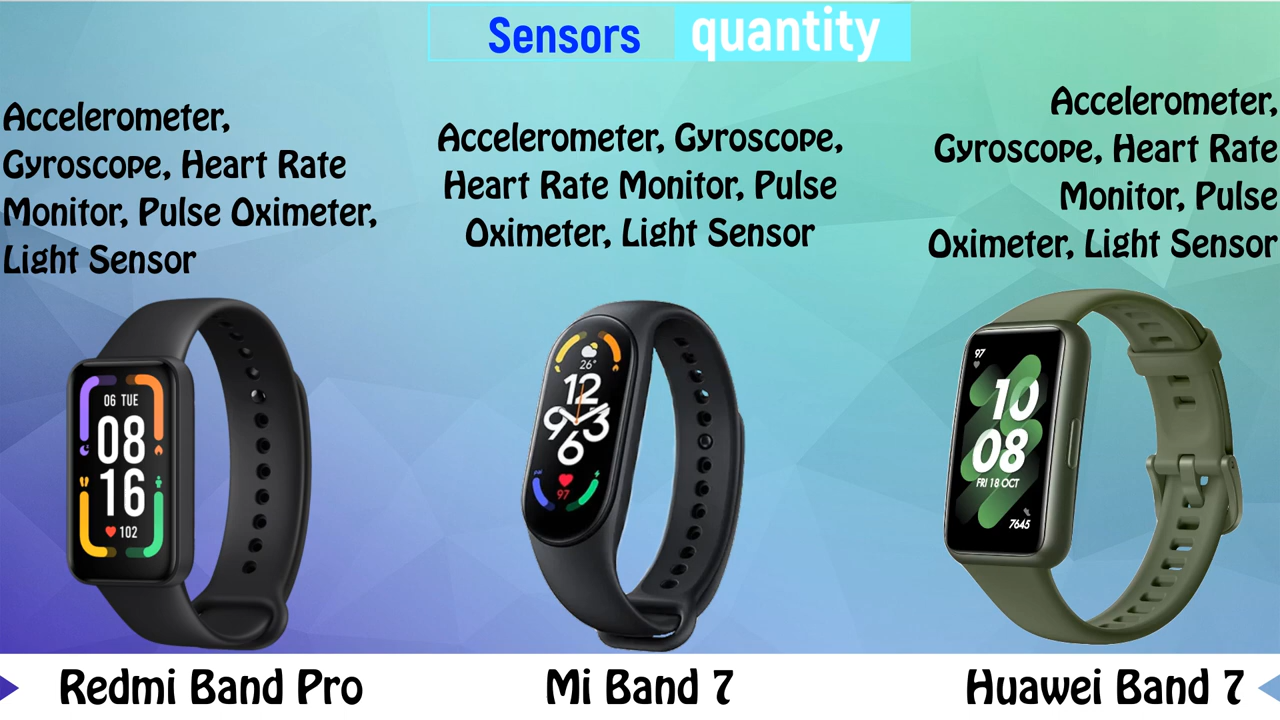 Sensors quantity
Accelerometer,
Gyroscope, Heart Rate
Monitor, Pulse Oximeter,
Light Sensor
Accelerometer, Gyroscope,
Heart Rate Monitor, Pulse
Oximeter, Light Sensor
Accelerometer,
Gyroscope, Heart Rate
Monitor, Pulse
Oximeter, Light Sensor
06 TUE
08
16
102
26°
12
9 3
6
97
97
10
08
FRI 18 OCT
7645
Redmi Band Pro
Mi Band 7
Huawei Band 7